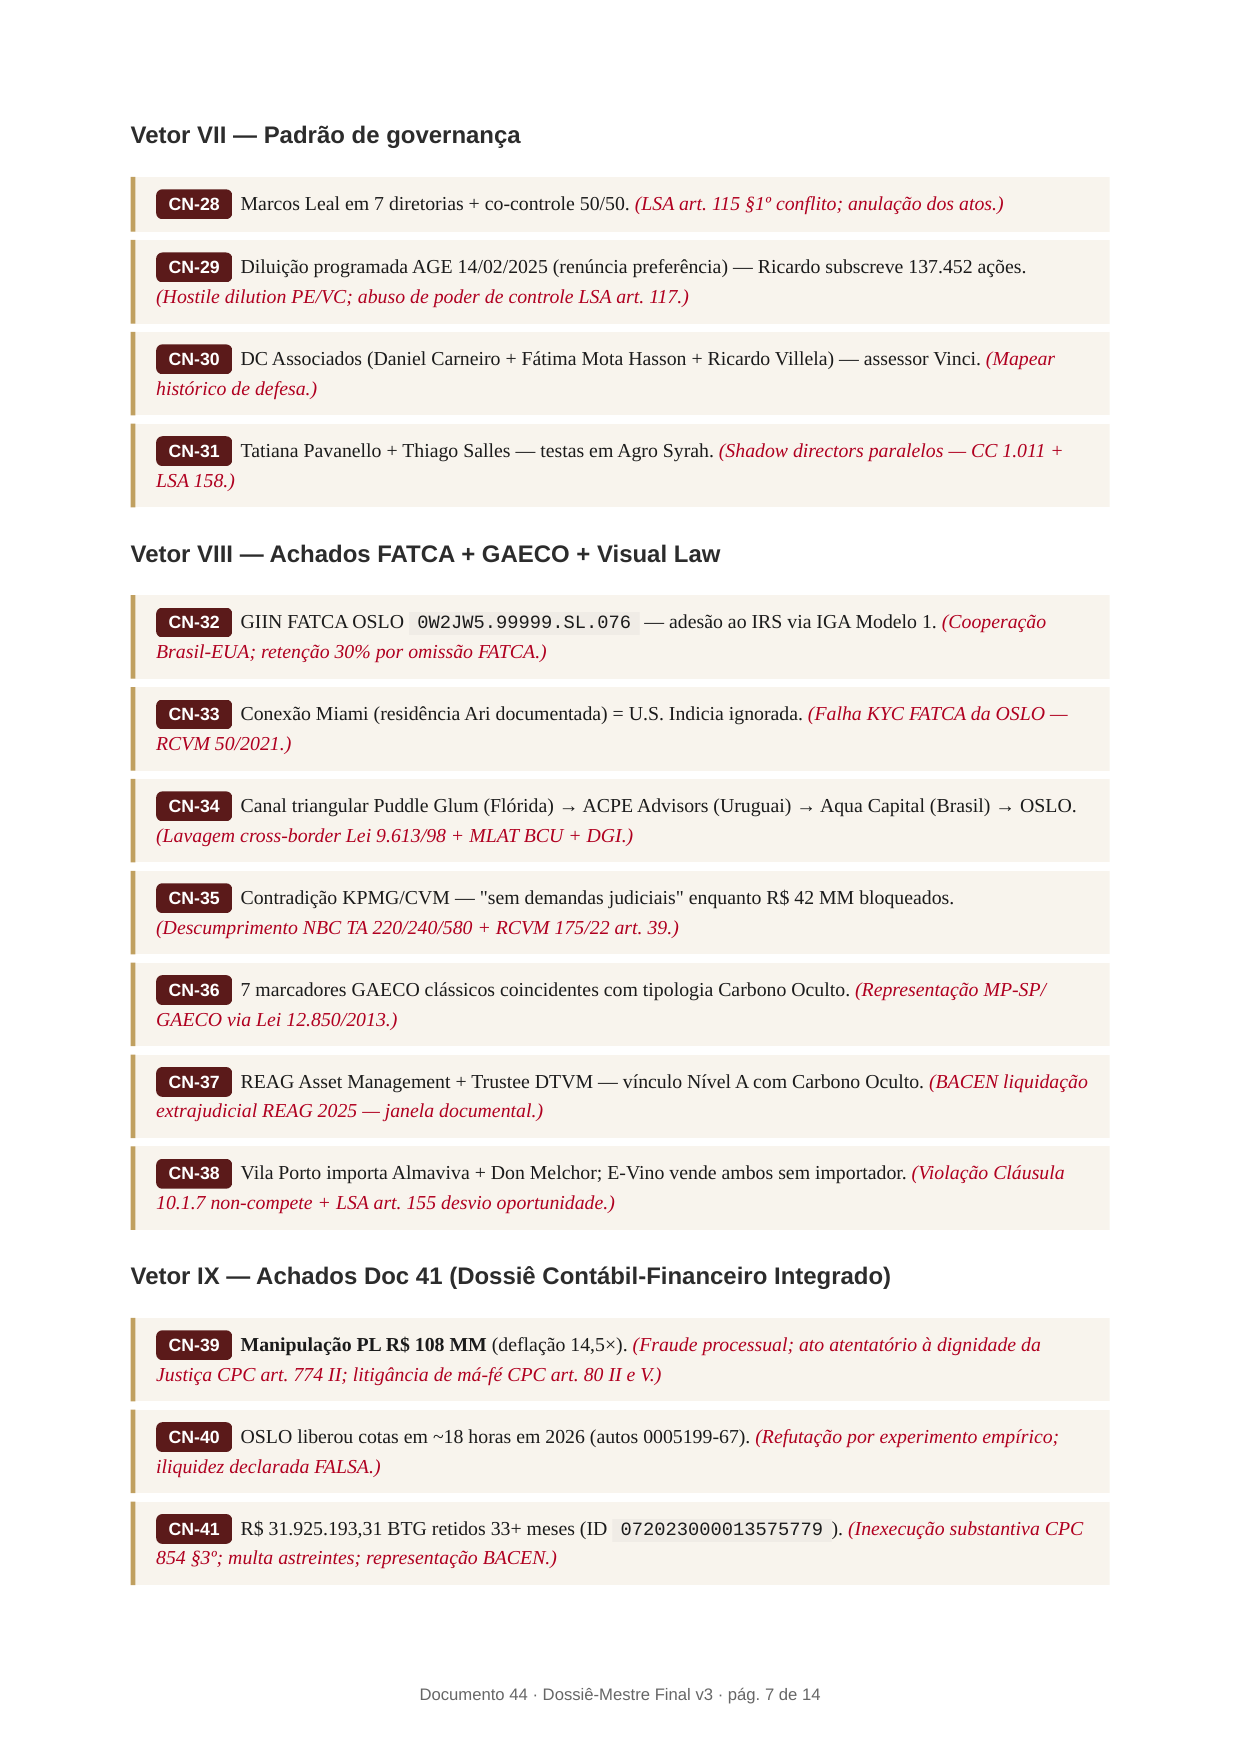 Vetor VII — Padrão de governança
CN-28 Marcos Leal em 7 diretorias + co-controle 50/50. (LSA art. 115 §1º conflito; anulação dos atos.)
CN-29 Diluição programada AGE 14/02/2025 (renúncia preferência) — Ricardo subscreve 137.452 ações.
(Hostile dilution PE/VC; abuso de poder de controle LSA art. 117.)
CN-30 DC Associados (Daniel Carneiro + Fátima Mota Hasson + Ricardo Villela) — assessor Vinci. (Mapear
histórico de defesa.)
CN-31 Tatiana Pavanello + Thiago Salles — testas em Agro Syrah. (Shadow directors paralelos — CC 1.011 +
LSA 158.)
Vetor VIII — Achados FATCA + GAECO + Visual Law
CN-32 GIIN FATCA OSLO 0W2JW5.99999.SL.076 — adesão ao IRS via IGA Modelo 1. (Cooperação
Brasil-EUA; retenção 30% por omissão FATCA.)
CN-33 Conexão Miami (residência Ari documentada) = U.S. Indicia ignorada. (Falha KYC FATCA da OSLO —
RCVM 50/2021.)
CN-34 Canal triangular Puddle Glum (Flórida) → ACPE Advisors (Uruguai) → Aqua Capital (Brasil) → OSLO.
(Lavagem cross-border Lei 9.613/98 + MLAT BCU + DGI.)
CN-35 Contradição KPMG/CVM — "sem demandas judiciais" enquanto R$ 42 MM bloqueados.
(Descumprimento NBC TA 220/240/580 + RCVM 175/22 art. 39.)
CN-36 7 marcadores GAECO clássicos coincidentes com tipologia Carbono Oculto. (Representação MP-SP/
GAECO via Lei 12.850/2013.)
CN-37 REAG Asset Management + Trustee DTVM — vínculo Nível A com Carbono Oculto. (BACEN liquidação
extrajudicial REAG 2025 — janela documental.)
CN-38 Vila Porto importa Almaviva + Don Melchor; E-Vino vende ambos sem importador. (Violação Cláusula
10.1.7 non-compete + LSA art. 155 desvio oportunidade.)
Vetor IX — Achados Doc 41 (Dossiê Contábil-Financeiro Integrado)
CN-39 Manipulação PL R$ 108 MM (deflação 14,5×). (Fraude processual; ato atentatório à dignidade da
Justiça CPC art. 774 II; litigância de má-fé CPC art. 80 II e V.)
CN-40 OSLO liberou cotas em ~18 horas em 2026 (autos 0005199-67). (Refutação por experimento empírico;
iliquidez declarada FALSA.)
CN-41 R$ 31.925.193,31 BTG retidos 33+ meses (ID 072023000013575779 ). (Inexecução substantiva CPC
854 §3º; multa astreintes; representação BACEN.)
Documento 44 · Dossiê-Mestre Final v3 · pág. 7 de 14